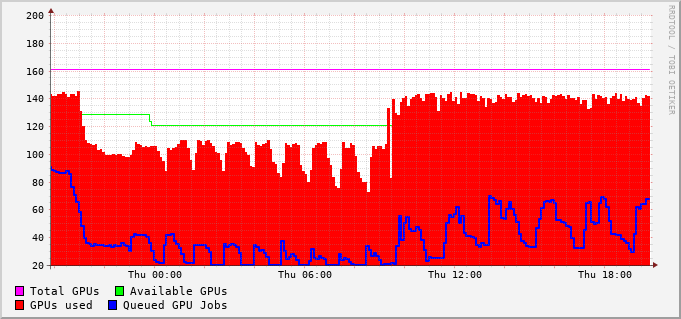 200
180
160
140
120
100
80
60
40
20
Thu 00:00 Thu 06:00 Thu 12:00 Thu 18:00
Total GPUs Available GPUs
GPUs used Queued GPU Jobs
RRDTOOL / TOBI OETIKER